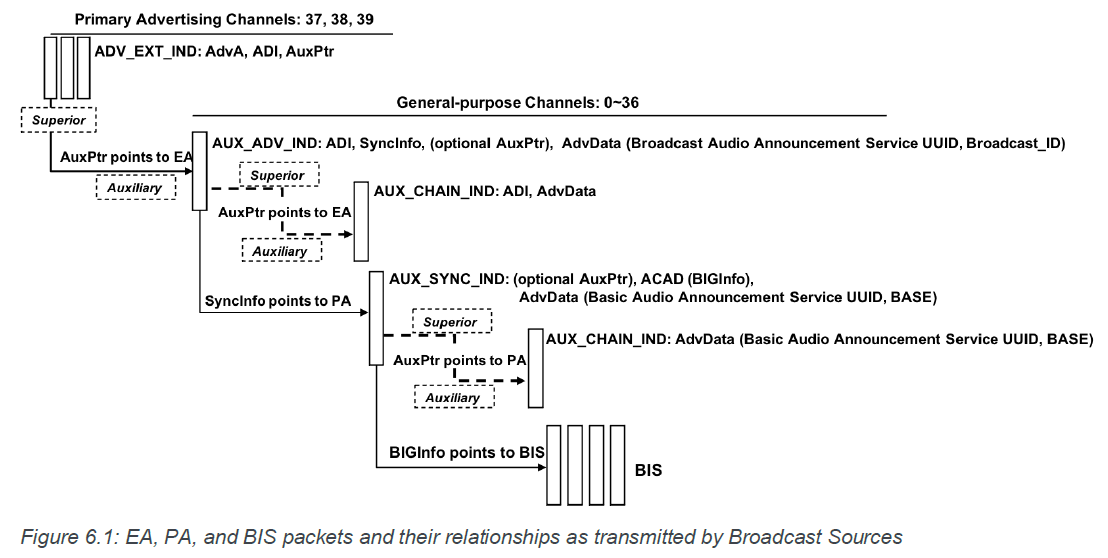 Primary Advertising Channels: 37, 38, 39
ADV_EXT_IND: AdvA, ADI, AuxPtr
Superior
General-purpose Channels: 0~36
AUX_ADV_IND: ADI, SyncInfo, (optional AuxPtr), AdvData (Broadcast Audio Announcement Service UUID, Broadcast_ID)
AuxPtr points to EA
Auxiliary
Superior
AUX_CHAIN_IND: ADI, AdvData
AuxPtr points to EA
Auxiliary
AUX_SYNC_IND: (optional AuxPtr), ACAD (BIGInfo),
AdvData (Basic Audio Announcement Service UUID, BASE)
SyncInfo points to PA
Superior
AUX_CHAIN_IND: AdvData (Basic Audio Announcement Service UUID, BASE)
AuxPtr points to PA
Auxiliary
BIGInfo points to BIS
BIS
Figure 6.1: EA, PA, and BIS packets and their relationships as transmitted by Broadcast Sources